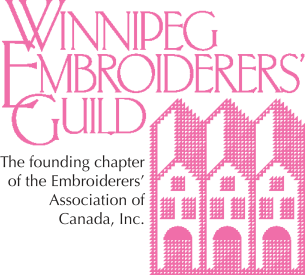 WINNIPEG
EMBROIDERERS'
GUILD
The founding chapter
of the Embroiderers'
Association of
Canada, Inc.